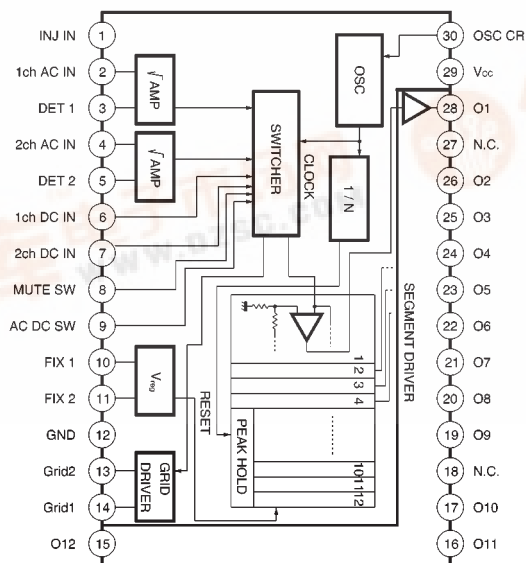 INJ IN 1
1ch AC IN 2
DET 1 3
2ch AC IN 4
DET 2 5
1ch DC IN 6
2ch DC IN 7
MUTE SW 8
AC DC SW 9
FIX 1 10
FIX 2 11
GND 12
Grid2 13
Grid1 14
O12 15
√AMP
√AMP
SWITCHER
CLOCK
OSC
1/N
Vreg
RESET
GRID
DRIVER
PEAK HOLD
1
2
3
4
10
11
12
SEGMENT DRIVER
30 OSC CR
29 Vcc
28 O1
27 N.C.
26 O2
25 O3
24 O4
23 O5
22 O6
21 O7
20 O8
19 O9
18 N.C.
17 O10
16 O11